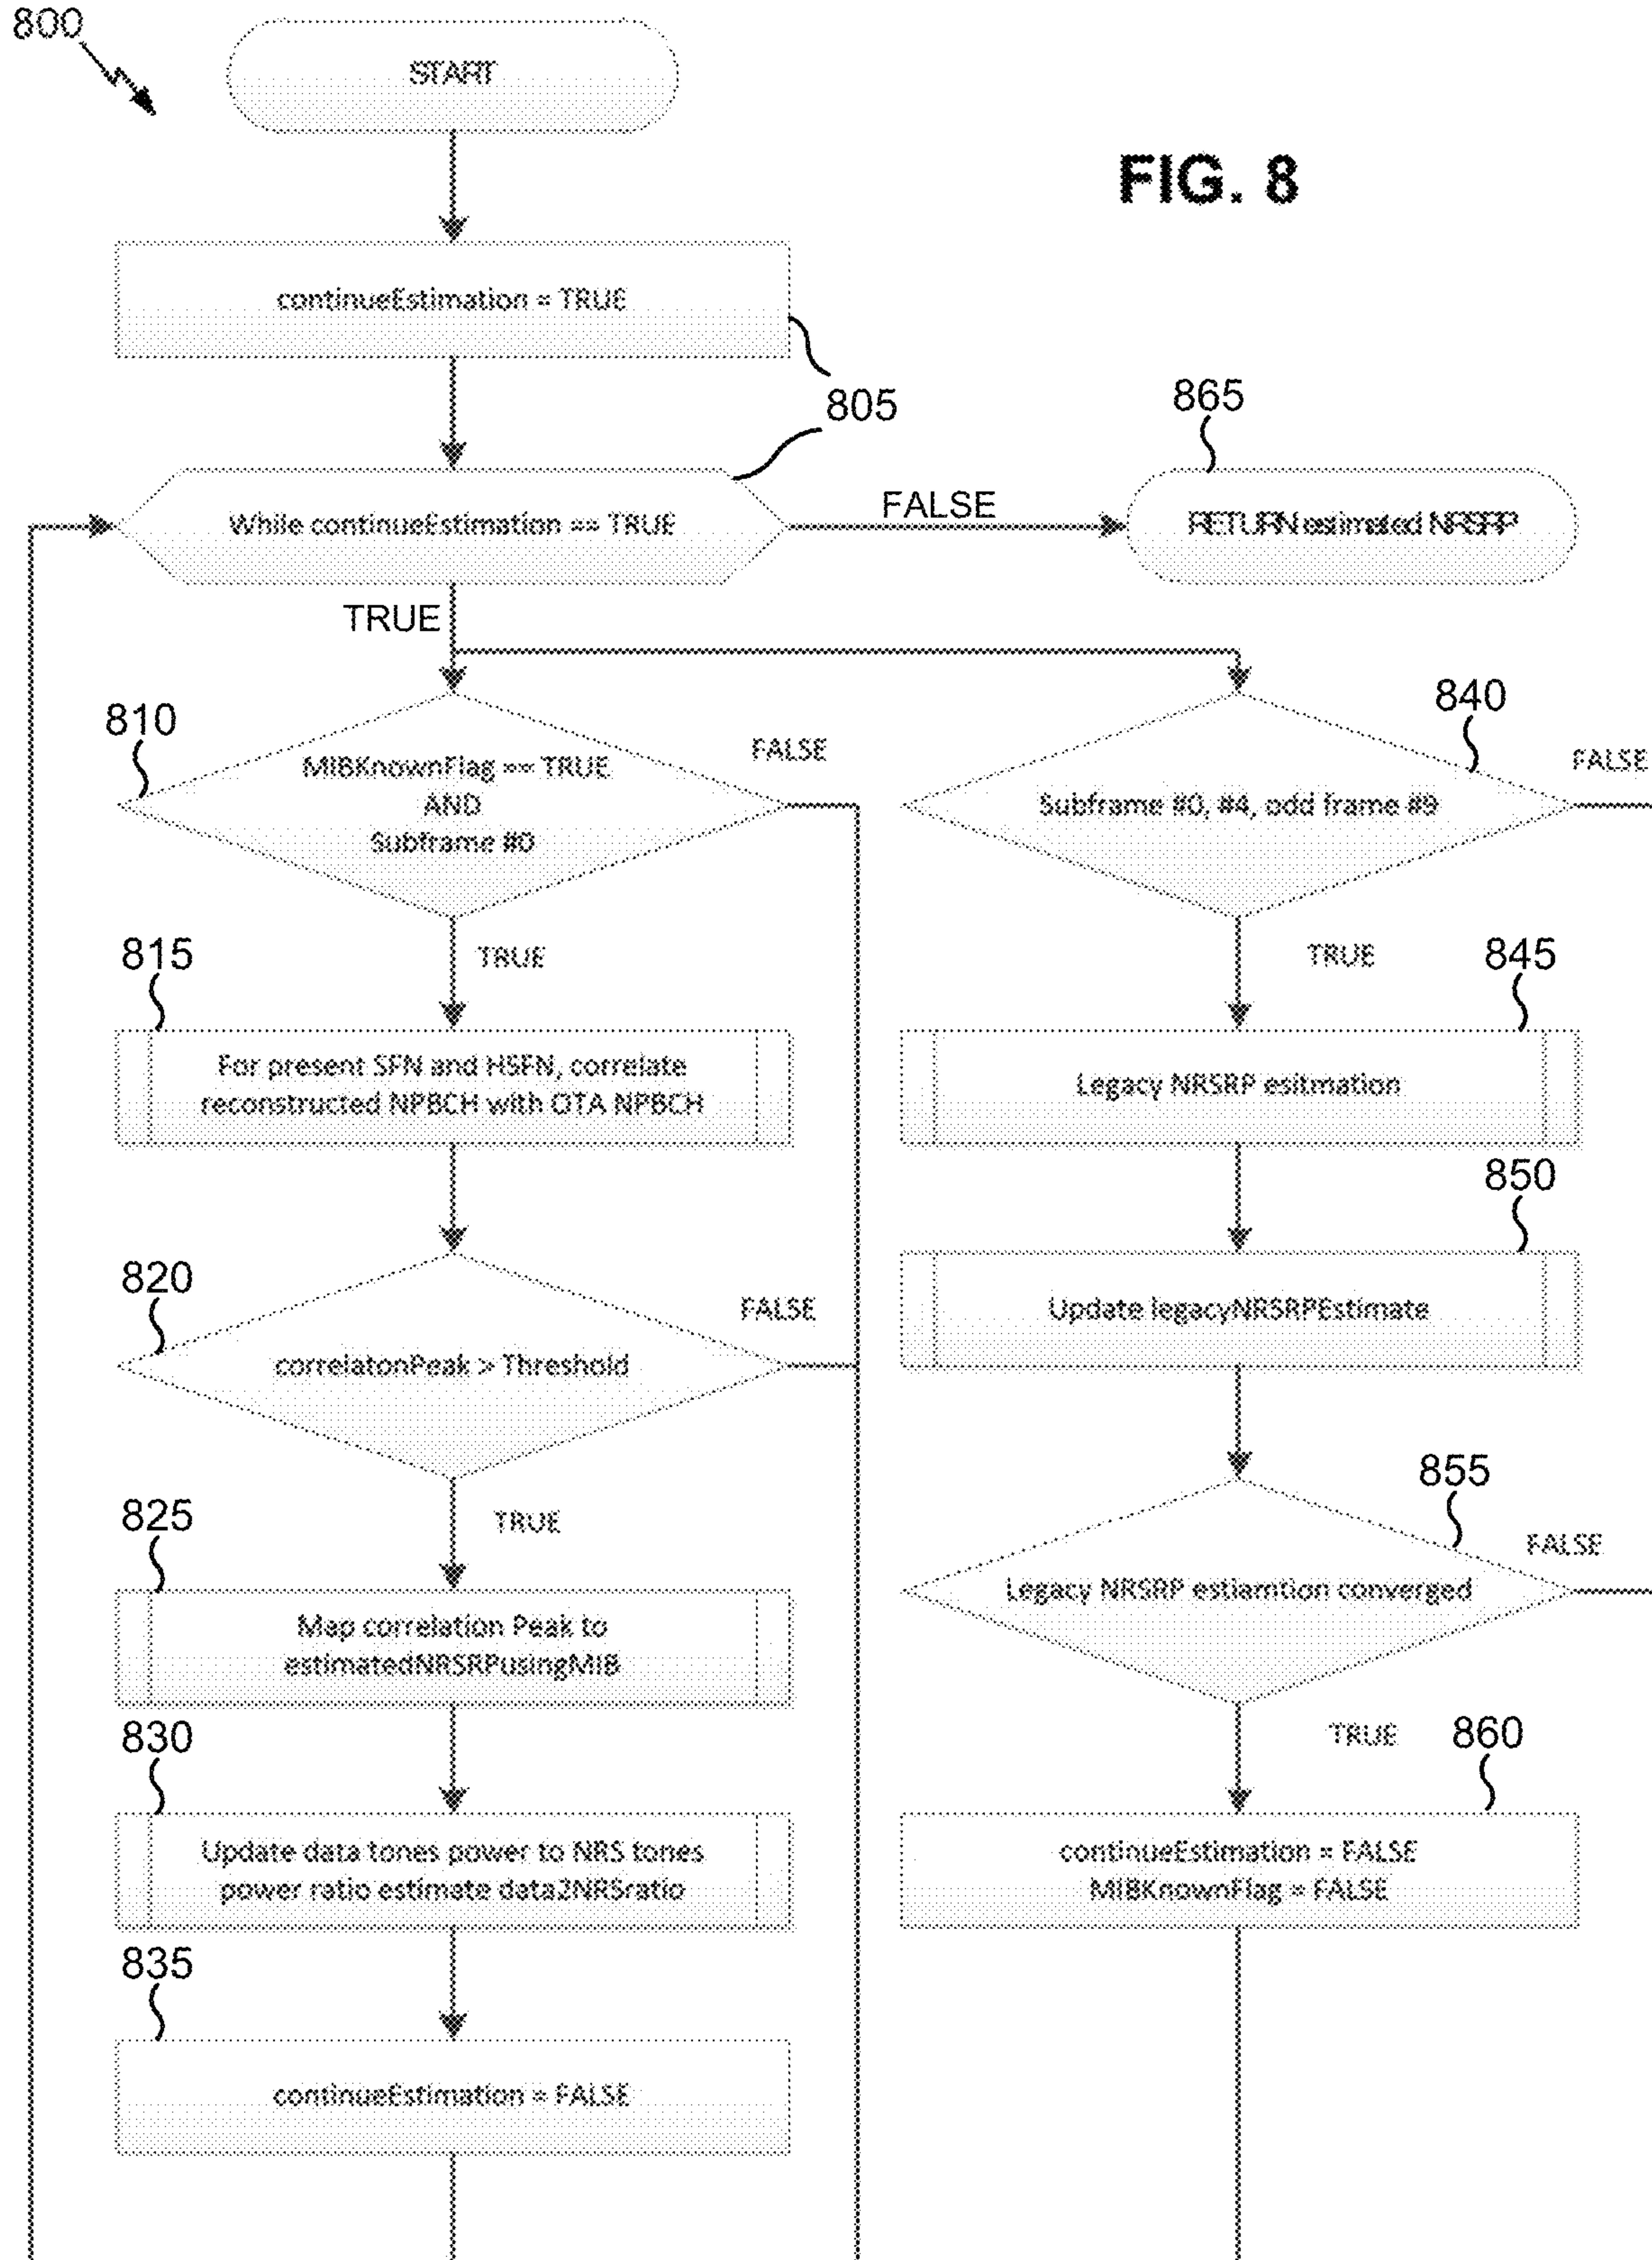 800
START
FIG. 8
continueEstimation = TRUE
805
865
While continueEstimation == TRUE
FALSE
RETURN estimated NRSRP
TRUE
810
840
MIBKnownFlag == TRUE
AND
Subframe #0
FALSE
Subframe #0, #4, odd frame #9
FALSE
TRUE
TRUE
815
845
For present SFN and HSFN, correlate
reconstructed NPBCH with OTA NPBCH
Legacy NRSRP esitmation
850
820
correlatonPeak > Threshold
FALSE
Update legacyNRSRPEstimate
TRUE
855
825
Legacy NRSRP estiamtion converged
FALSE
Map correlation Peak to
estimatedNRSRPusingMIB
TRUE
830
860
Update data tones power to NRS tones
power ratio estimate data2NRSratio
continueEstimation = FALSE
MIBKnownFlag = FALSE
835
continueEstimation = FALSE